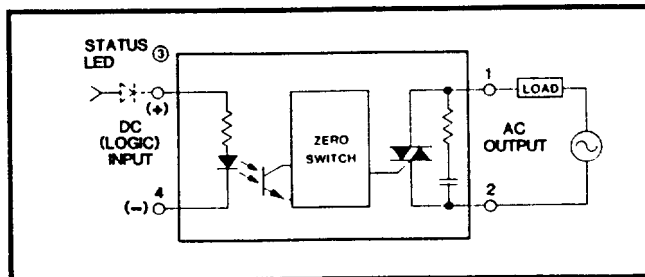 STATUS LED ③
(+)
DC (LOGIC) INPUT
4
(-)
ZERO SWITCH
1
LOAD
AC OUTPUT
2